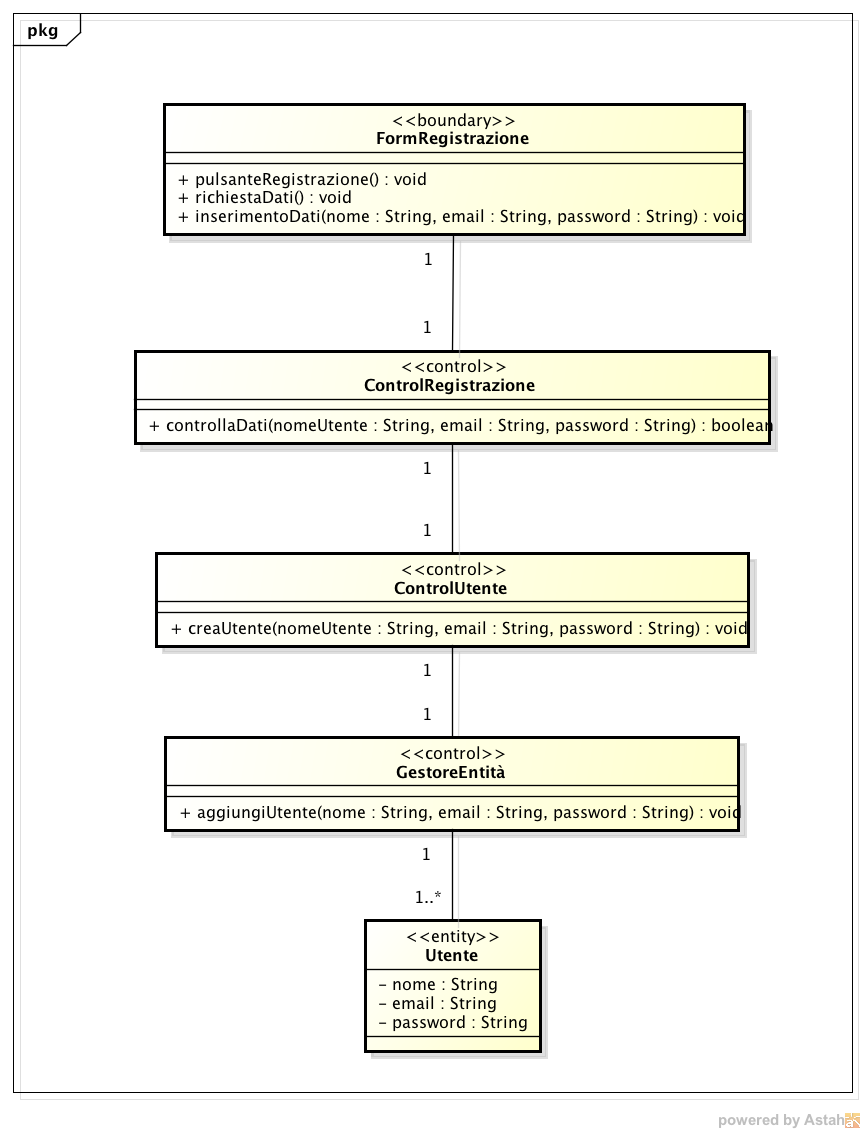 pkg
<<boundary>>
FormRegistrazione
+ pulsanteRegistrazione() : void
+ richiestaDati() : void
+ inserimentoDati(nome : String, email : String, password : String) : void
1
1
<<control>>
ControlRegistrazione
+ controllaDati(nomeUtente : String, email : String, password : String) : boolean
1
1
<<control>>
ControlUtente
+ creaUtente(nomeUtente : String, email : String, password : String) : void
1
1
<<control>>
GestoreEntità
+ aggiungiUtente(nome : String, email : String, password : String) : void
1
1..*
<<entity>>
Utente
- nome : String
- email : String
- password : String
powered by Astah